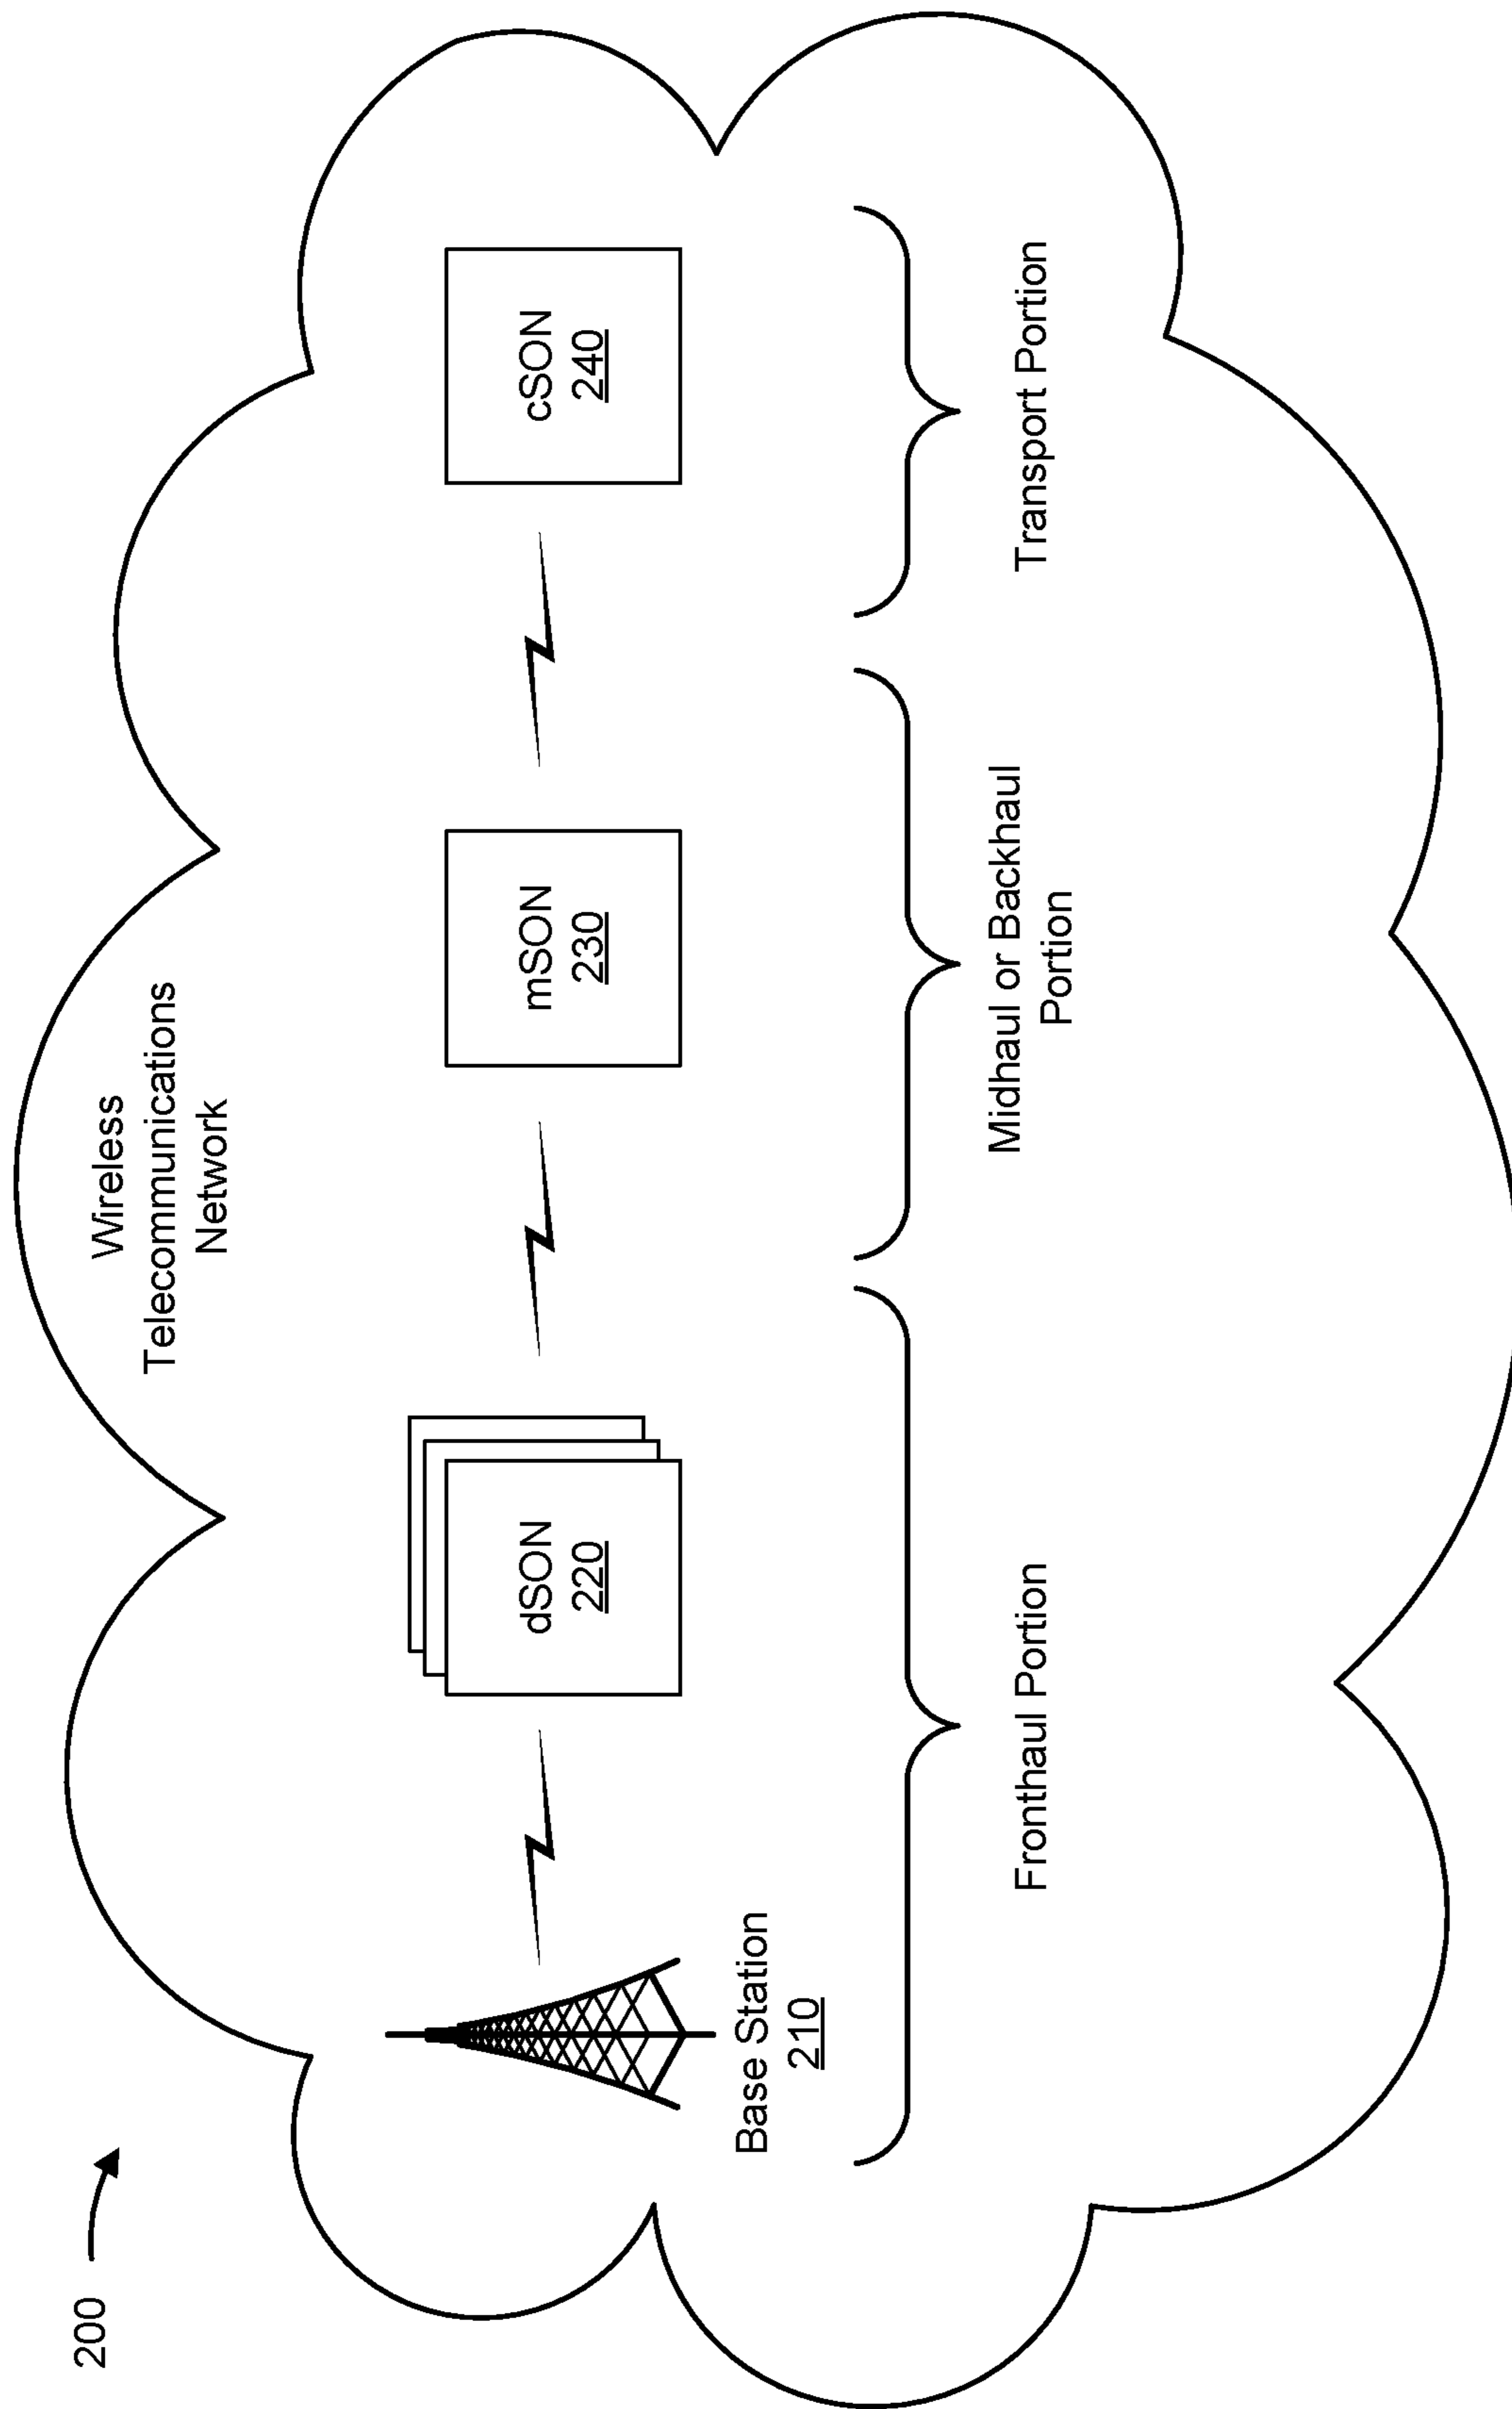 200
Wireless
Telecommunications
Network
Base Station
210
dSON
220
mSON
230
cSON
240
Fronthaul Portion
Midhaul or Backhaul
Portion
Transport Portion